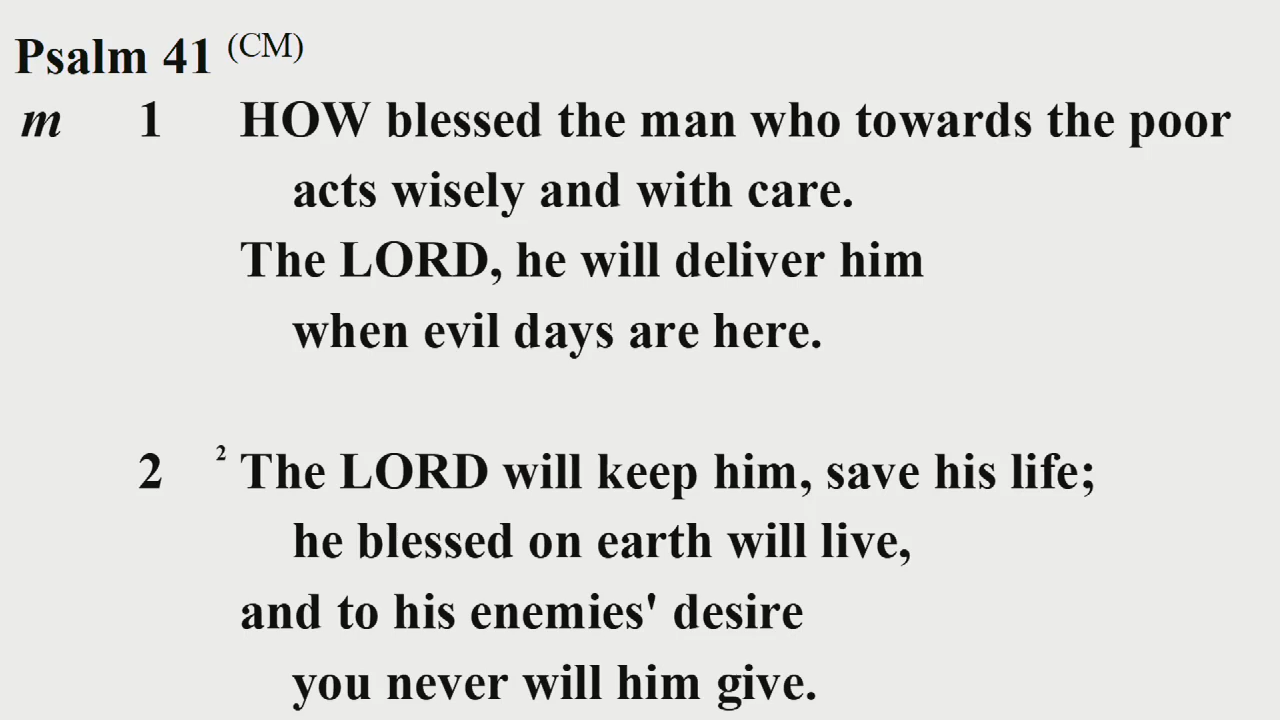 Psalm 41 (CM)
m 1 HOW blessed the man who towards the poor
acts wisely and with care.
The LORD, he will deliver him
when evil days are here.
2 2 The LORD will keep him, save his life;
he blessed on earth will live,
and to his enemies' desire
you never will him give.